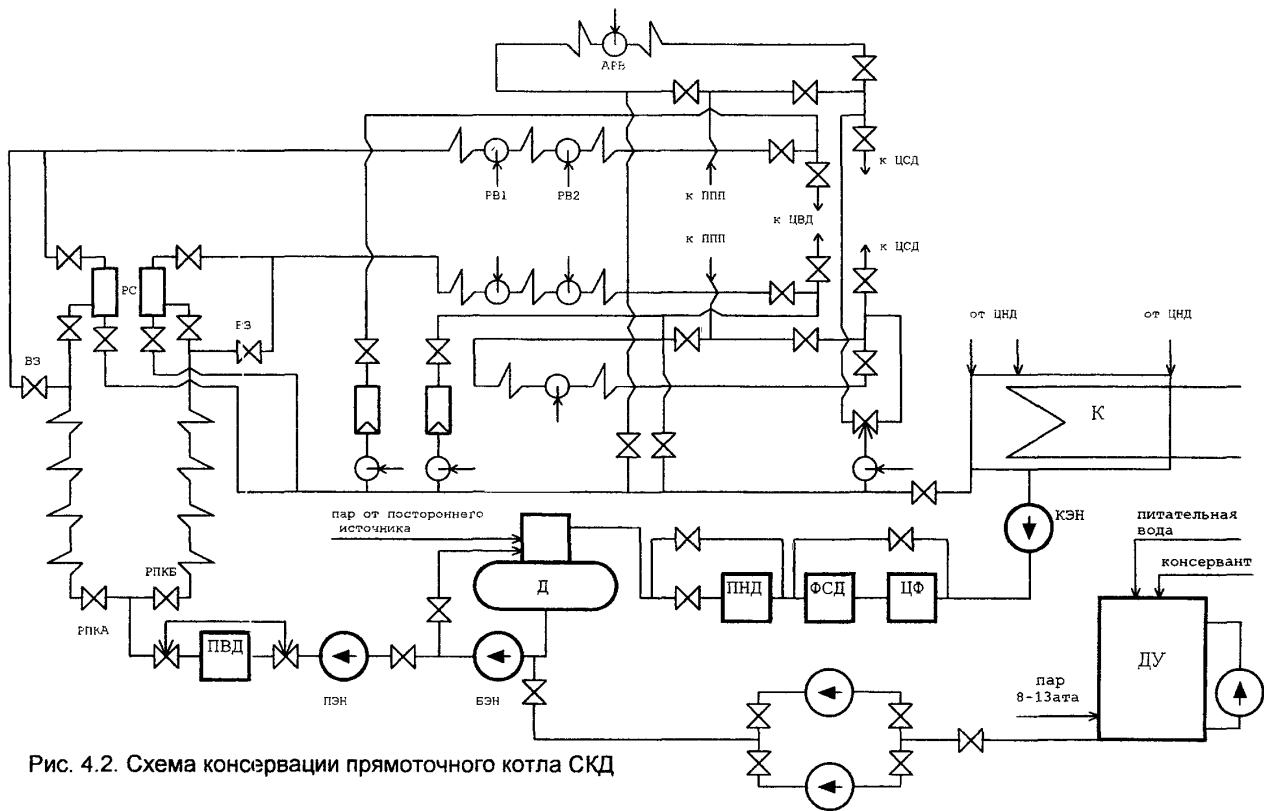 АРВ
к ЦСД
РВ1
РВ2
к ППП
к ЦВД
к ППП
к ЦСД
РС
РЗ
ВЗ
от ЦНД
от ЦНД
К
КЭН
пар от постороннего
источника
питательная
вода
консервант
Д
ПНД
ФСД
ЦФ
РПКБ
РПКА
ПВД
ПЭН
БЭН
ДУ
пар
8-13ата
Рис. 4.2. Схема консервации прямоточного котла СКД